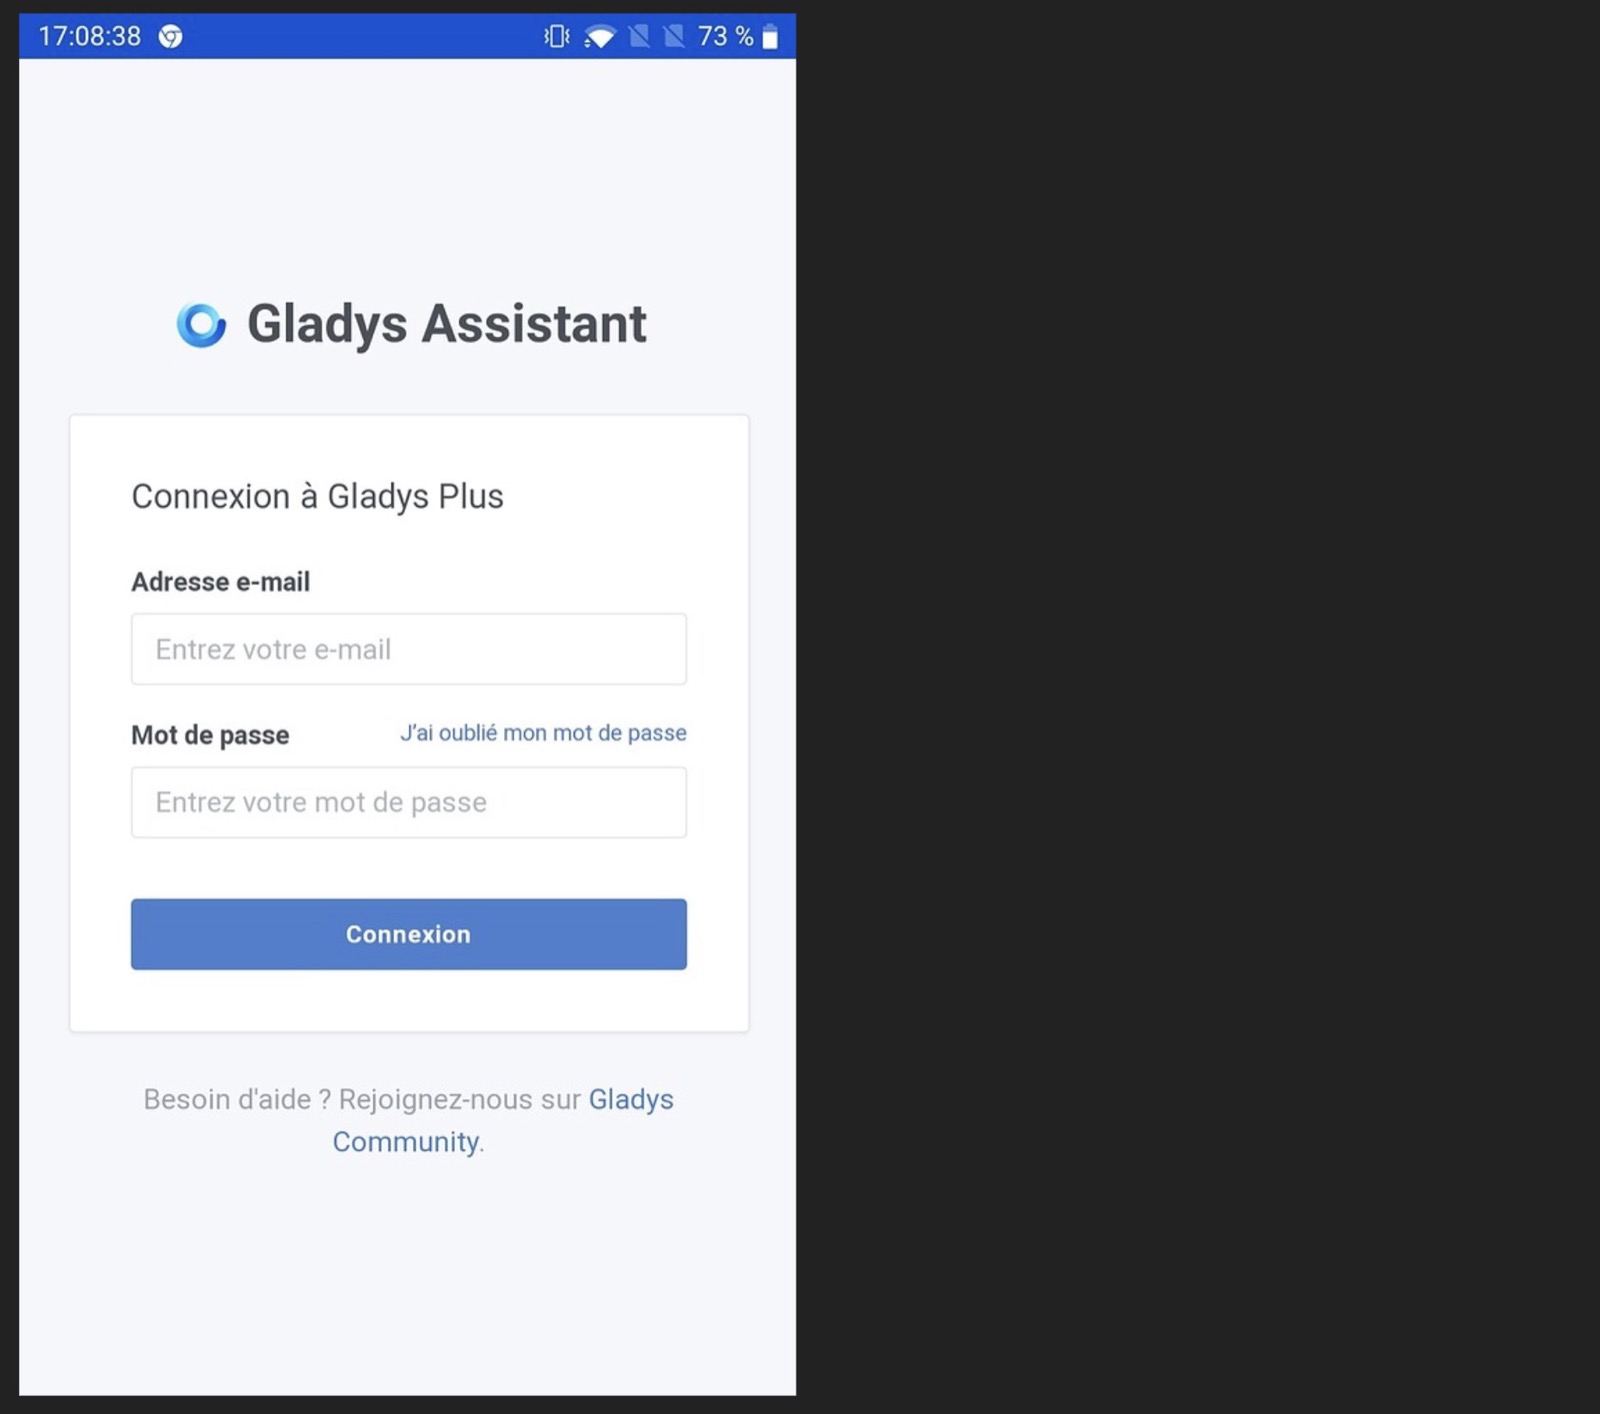 17:08:38 73 %
Gladys Assistant
Connexion à Gladys Plus
Adresse e-mail
Entrez votre e-mail
Mot de passe J'ai oublié mon mot de passe
Entrez votre mot de passe
Connexion
Besoin d'aide ? Rejoignez-nous sur Gladys
Community.